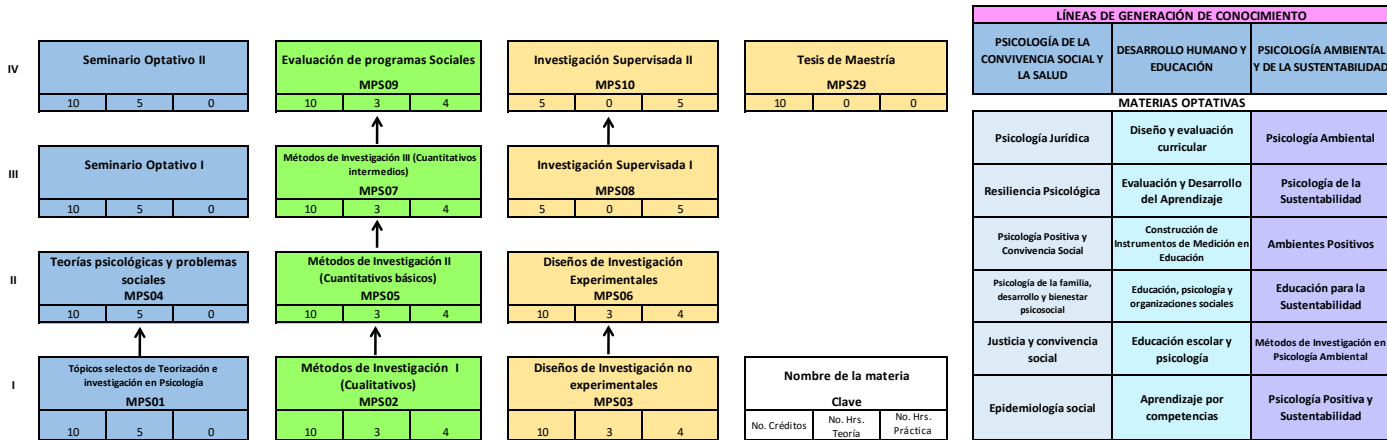 IV
Seminario Optativo II
10 5 0
Evaluación de programas Sociales
MPS09
10 3 4
Investigación Supervisada II
MPS10
5 0 5
Tesis de Maestría
MPS29
10 0 0
III
Seminario Optativo I
10 5 0
Métodos de Investigación III (Cuantitativos
intermedios)
MPS07
10 3 4
Investigación Supervisada I
MPS08
5 0 5
II
Teorías psicológicas y problemas
sociales
MPS04
10 5 0
Métodos de Investigación II
(Cuantitativos básicos)
MPS05
10 3 4
Diseños de Investigación
Experimentales
MPS06
10 3 4
I
Tópicos selectos de Teorización e
investigación en Psicología
MPS01
10 5 0
Métodos de Investigación I
(Cualitativos)
MPS02
10 3 4
Diseños de Investigación no
experimentales
MPS03
10 3 4
Nombre de la materia
Clave
No. Créditos
No. Hrs.
Teoría
No. Hrs.
Práctica
LÍNEAS DE GENERACIÓN DE CONOCIMIENTO
PSICOLOGÍA DE LA
CONVIVENCIA SOCIAL Y
LA SALUD
DESARROLLO HUMANO Y
EDUCACIÓN
PSICOLOGÍA AMBIENTAL
Y DE LA SUSTENTABILIDAD
MATERIAS OPTATIVAS
Psicología Jurídica
Diseño y evaluación
curricular
Psicología Ambiental
Resiliencia Psicológica
Evaluación y Desarrollo
del Aprendizaje
Psicología de la
Sustentabilidad
Psicología Positiva y
Convivencia Social
Construcción de
Instrumentos de Medición en
Educación
Ambientes Positivos
Psicología de la familia,
desarrollo y bienestar
psicosocial
Educación, psicología y
organizaciones sociales
Educación para la
Sustentabilidad
Justicia y convivencia
social
Educación escolar y
psicología
Métodos de Investigación en
Psicología Ambiental
Epidemiología social
Aprendizaje por
competencias
Psicología Positiva y
Sustentabilidad